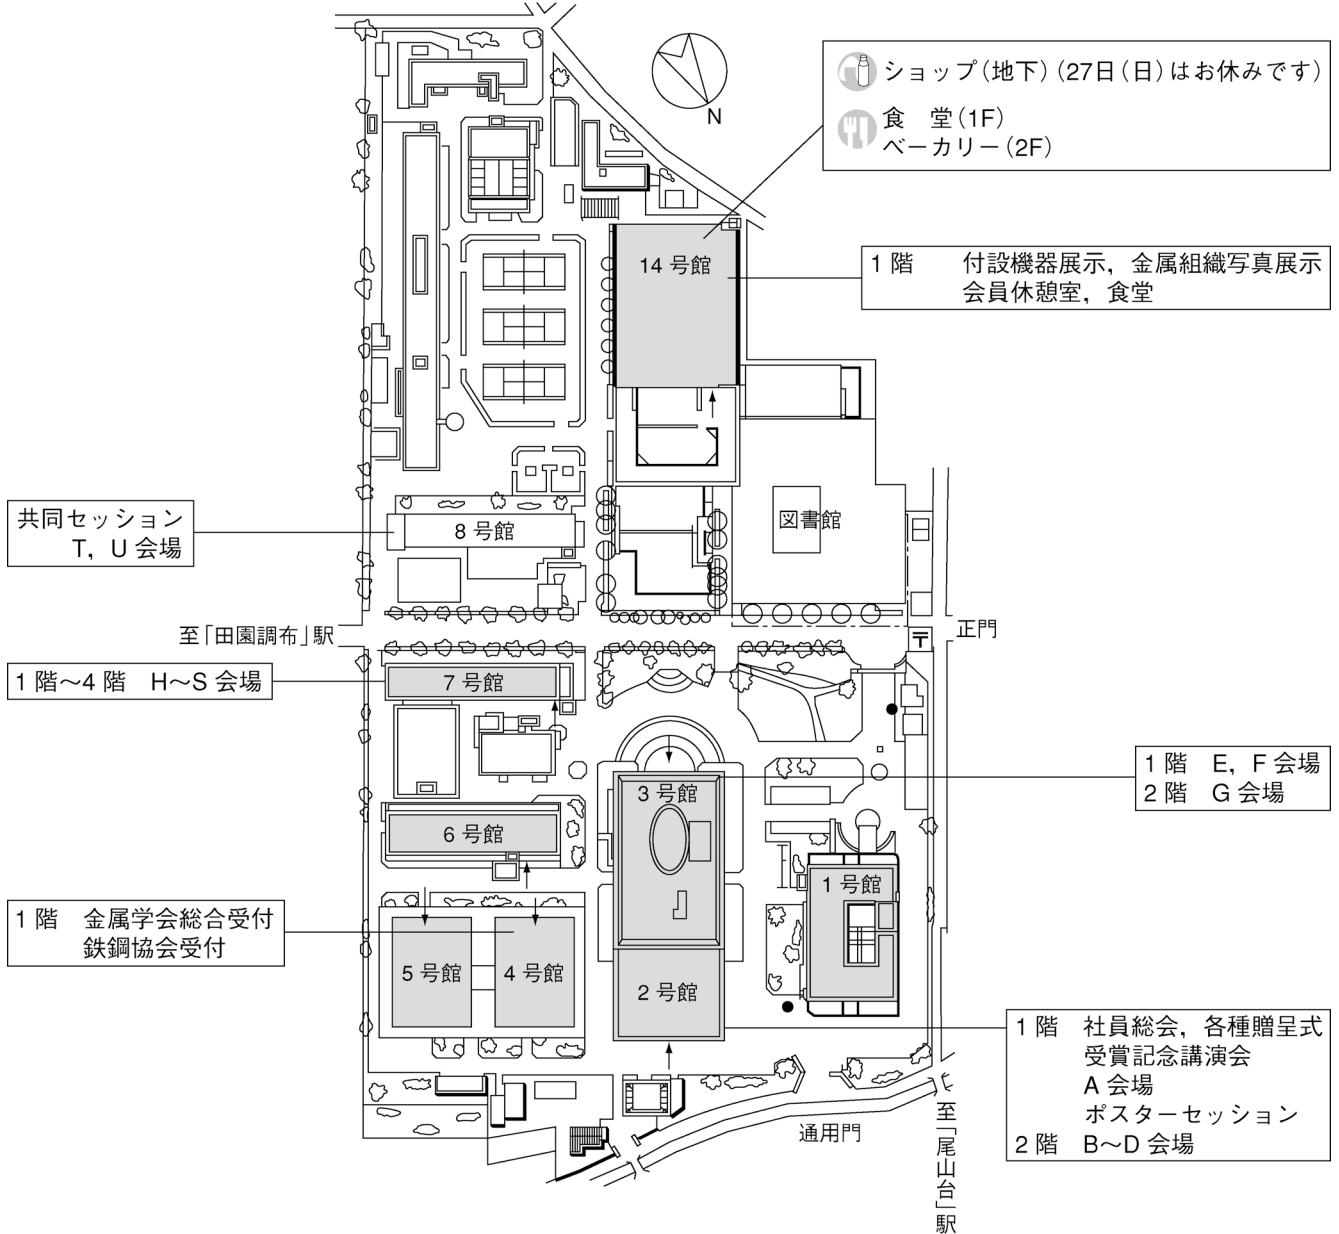 N
ショップ(地下)(27日(日)はお休みです)
食　堂(1F)
ベーカリー(2F)
14 号館
1 階　付設機器展示，金属組織写真展示
会員休憩室，食堂
図書館
共同セッション
T，U 会場
8 号館
至「田園調布」駅
正門
〒
1 階〜4 階　H〜S 会場
7 号館
3 号館
1 階　E，F 会場
2 階　G 会場
6 号館
1 号館
1 階　金属学会総合受付
鉄鋼協会受付
5 号館
4 号館
2 号館
1 階　社員総会，各種贈呈式
受賞記念講演会
A 会場
ポスターセッション
2 階　B〜D 会場
通用門
至「尾山台」駅